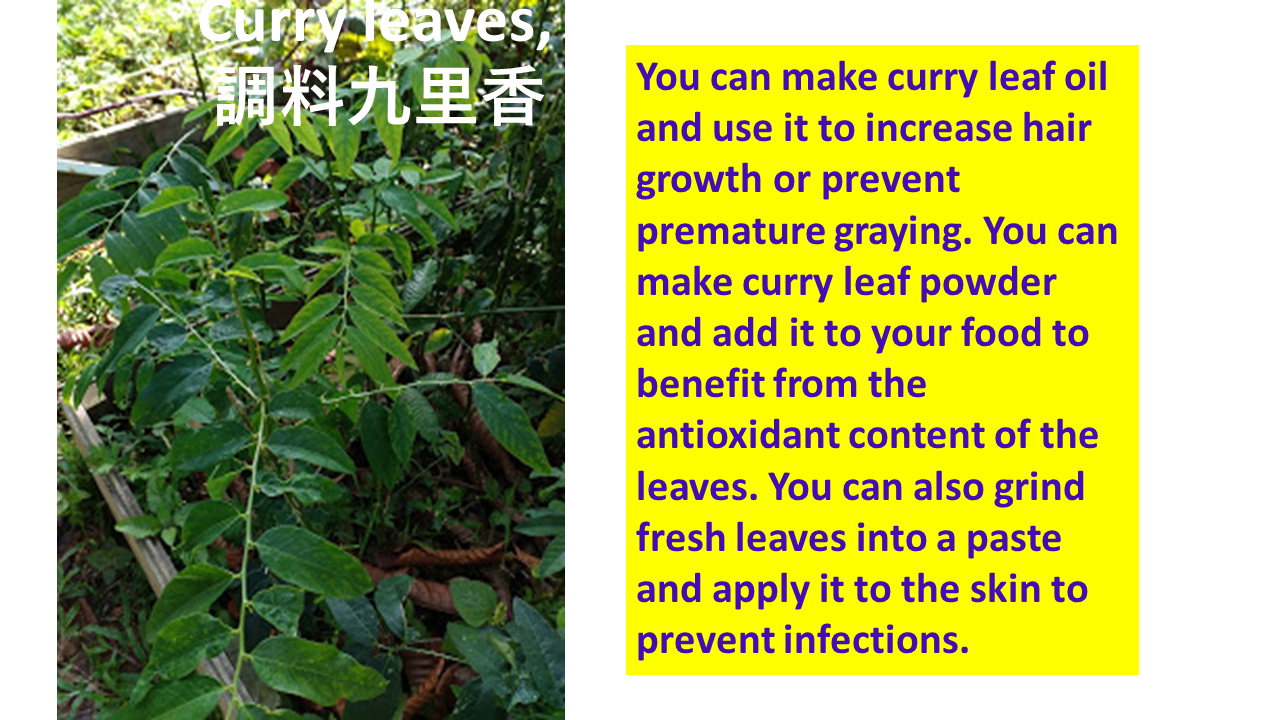 Curry leaves,
調料九里香
You can make curry leaf oil
and use it to increase hair
growth or prevent
premature graying. You can
make curry leaf powder
and add it to your food to
benefit from the
antioxidant content of the
leaves. You can also grind
fresh leaves into a paste
and apply it to the skin to
prevent infections.